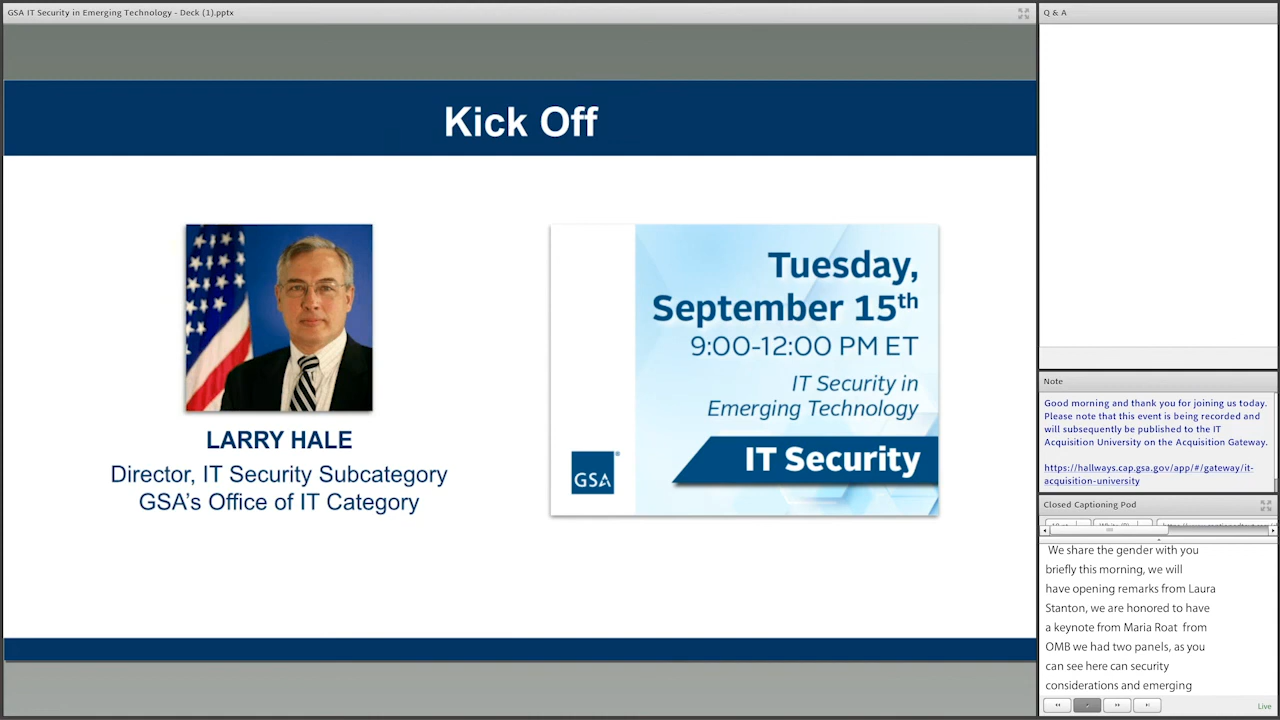 GSA IT Security in Emerging Technology - Deck (1).pptx
Kick Off
LARRY HALE
Director, IT Security Subcategory
GSA's Office of IT Category
Tuesday,
September 15th
9:00-12:00 PM ET
IT Security in
Emerging Technology
IT Security
GSA
Q & A
Note
Good morning and thank you for joining us today.
Please note that this event is being recorded and
will subsequently be published to the IT
Acquisition University on the Acquisition Gateway.
https://hallways.cap.gsa.gov/app/#/gateway/it-
acquisition-university
Closed Captioning Pod
We share the gender with you
briefly this morning, we will
have opening remarks from Laura
Stanton, we are honored to have
a keynote from Maria Roat from
OMB we had two panels, as you
can see here can security
considerations and emerging
Live